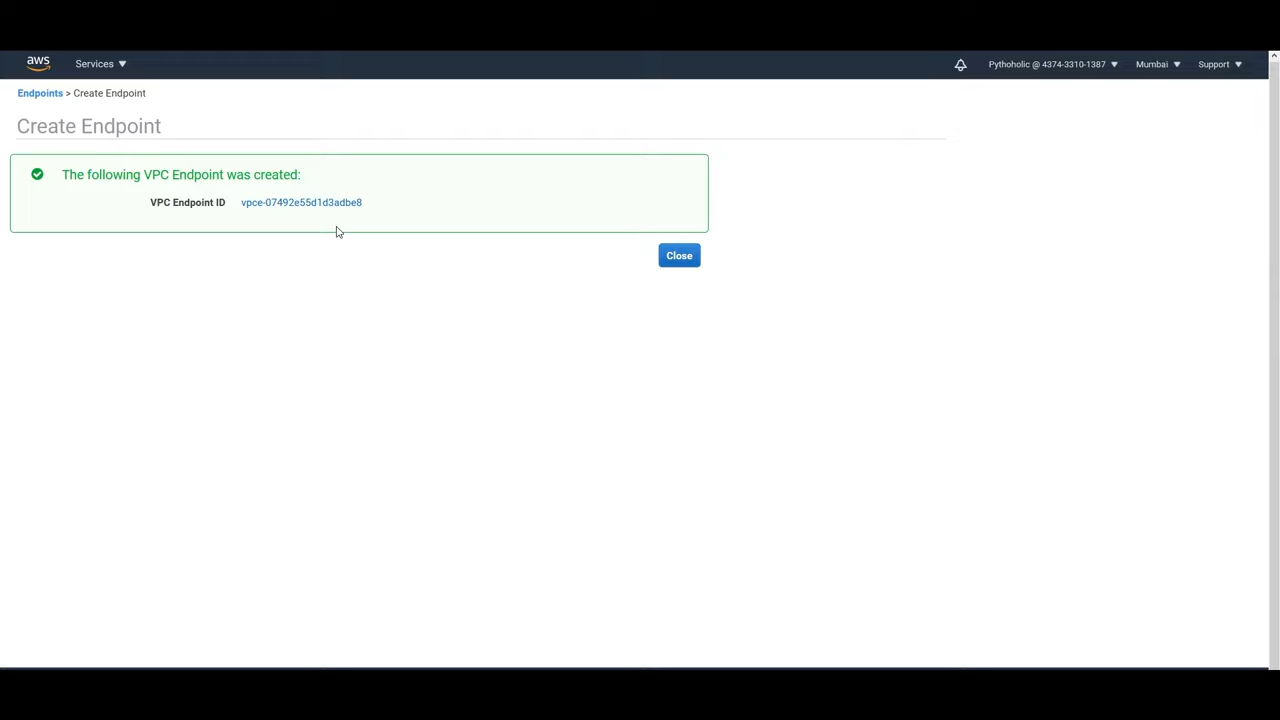 aws Services Pythoholic @ 4374-3310-1387 Mumbai Support
Endpoints > Create Endpoint
Create Endpoint
The following VPC Endpoint was created:
VPC Endpoint ID vpce-07492e55d1d3adbe8
Close